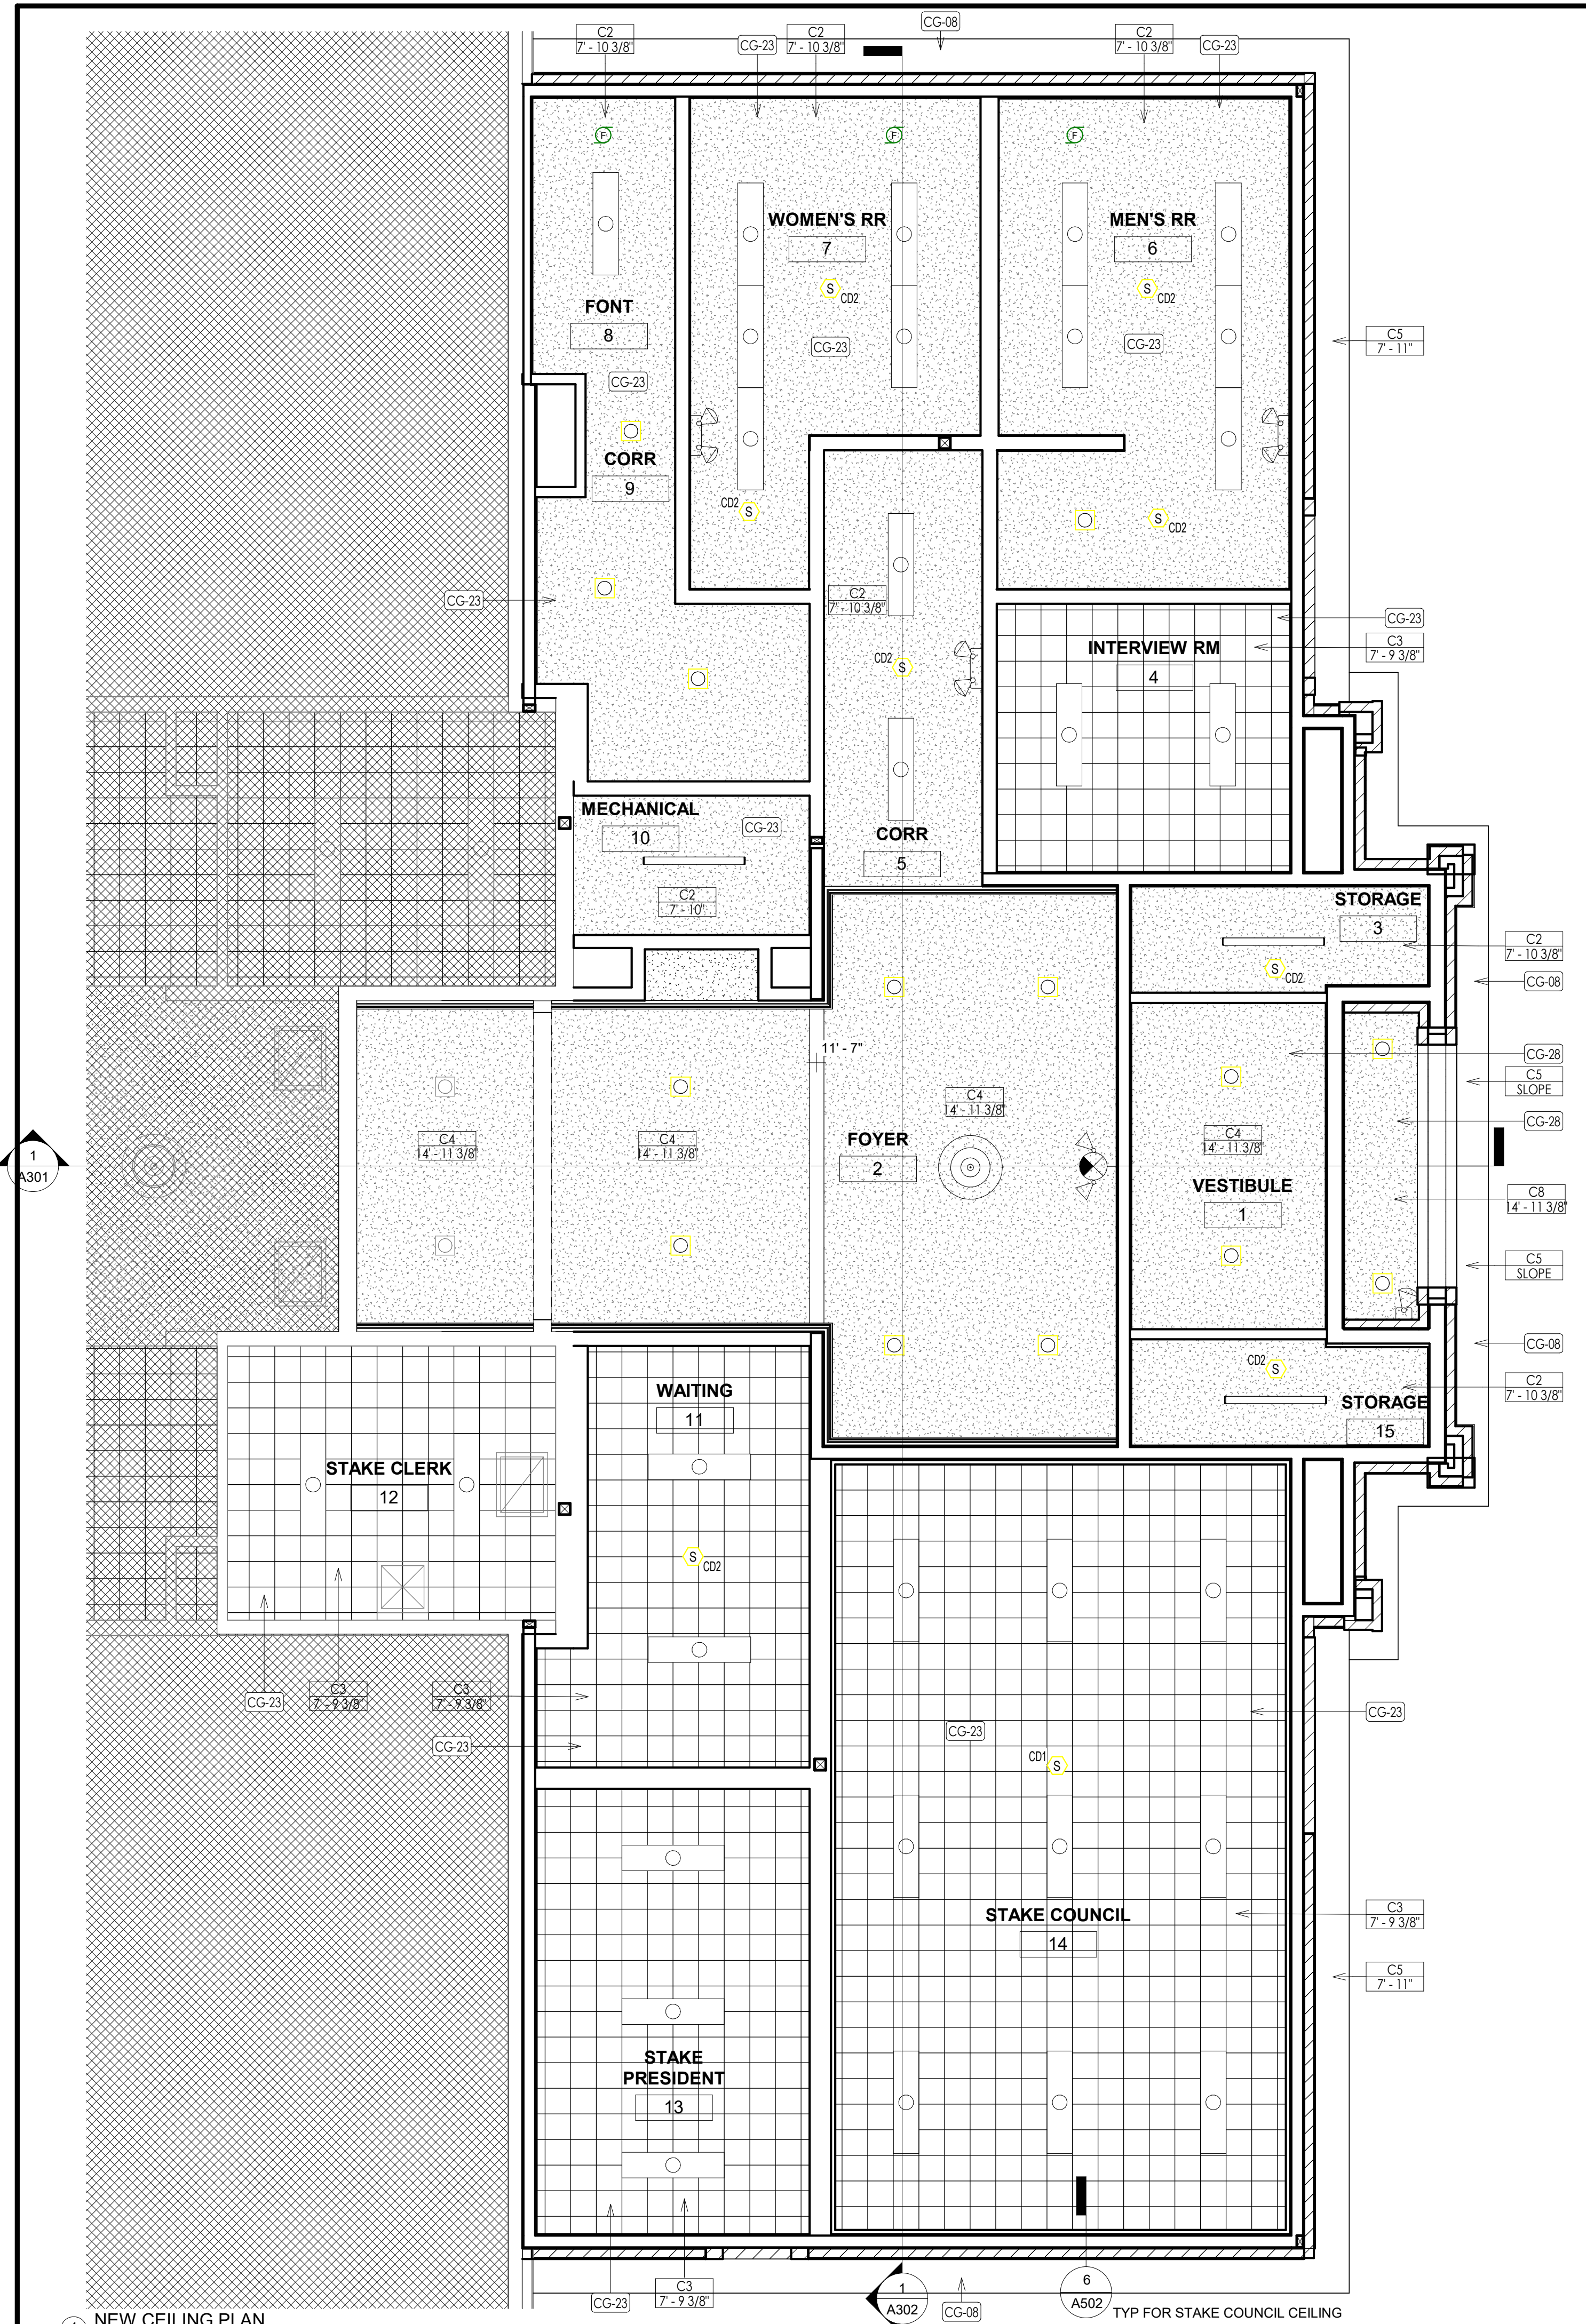 CG-08
C2
7' - 10 3/8"
CG-23
C2
7' - 10 3/8"
C2
7' - 10 3/8"
CG-23
F
F
F
WOMEN'S RR
7
MEN'S RR
6
S
CD2
S
CD2
FONT
8
CG-23
CG-23
CG-23
C5
7' - 11"
CORR
9
CD2
S
S
CD2
CG-23
C2
7' - 10 3/8"
CG-23
C3
7' - 9 3/8"
INTERVIEW RM
4
CD2
S
MECHANICAL
10
CG-23
CORR
5
C2
7' - 10"
STORAGE
3
S
CD2
C2
7' - 10 3/8"
CG-08
11' - 7"
CG-28
C5
SLOPE
C4
14' - 11 3/8"
CG-28
C4
14' - 11 3/8"
C4
14' - 11 3/8"
FOYER
2
C4
14' - 11 3/8"
1
A301
VESTIBULE
1
C8
14' - 11 3/8"
C5
SLOPE
CG-08
CD2
S
C2
7' - 10 3/8"
WAITING
11
STORAGE
15
STAKE CLERK
12
S
CD2
CG-23
C3
7' - 9 3/8"
C3
7' - 9 3/8"
CG-23
CG-23
CG-23
CD1
S
C3
7' - 9 3/8"
STAKE COUNCIL
14
C5
7' - 11"
STAKE
PRESIDENT
13
CG-23
C3
7' - 9 3/8"
1
A302
CG-08
6
A502
TYP FOR STAKE COUNCIL CEILING
NEW CEILING PLAN